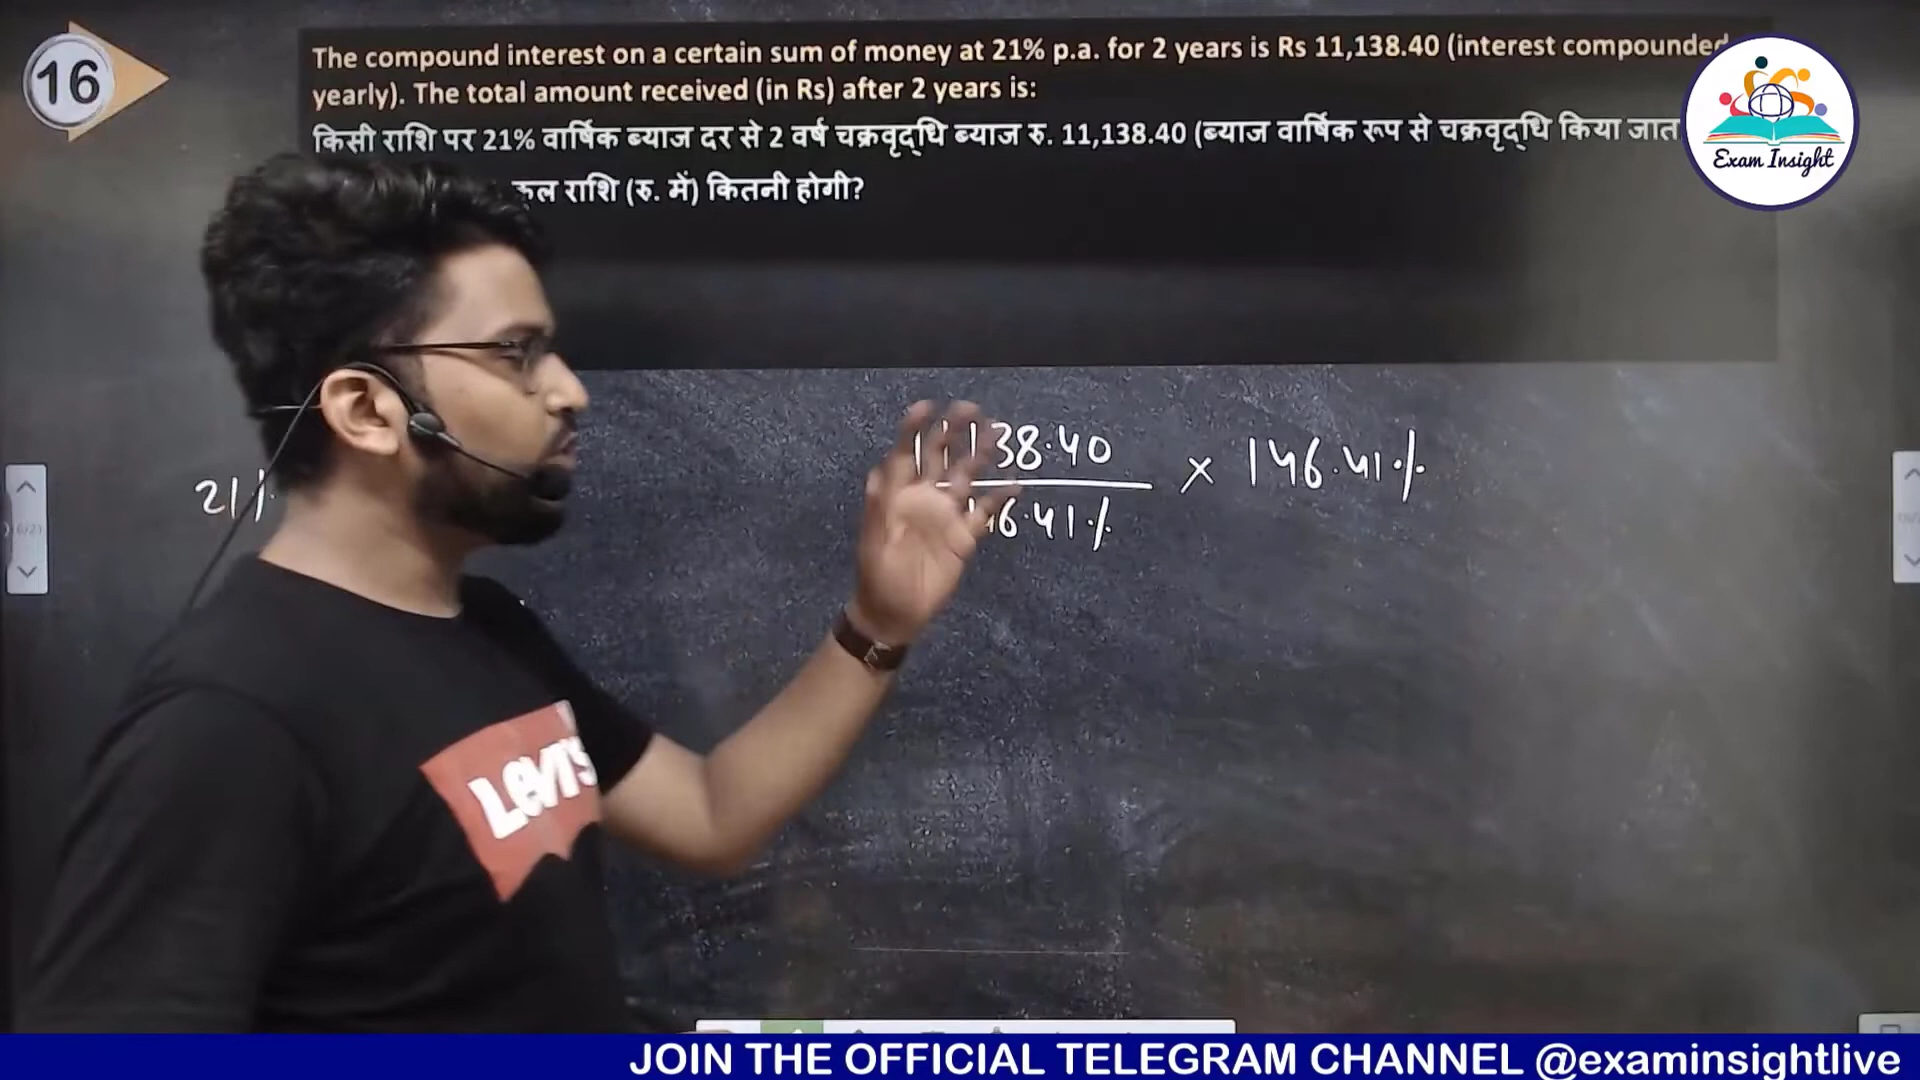 16
The compound interest on a certain sum of money at 21% p.a. for 2 years is Rs 11,138.40 (interest compounded
yearly). The total amount received (in Rs) after 2 years is:
किसी राशि पर 21% वार्षिक ब्याज दर से 2 वर्ष चक्रवृद्धि ब्याज रु. 11,138.40 (ब्याज वार्षिक रूप से चक्रवृद्धि किया
राशि (रु. में) कितनी होगी?
Exam Insight
21%
11138.40 × 146.41%
46.41%
Levi's
JOIN THE OFFICIAL TELEGRAM CHANNEL @examinsightlive